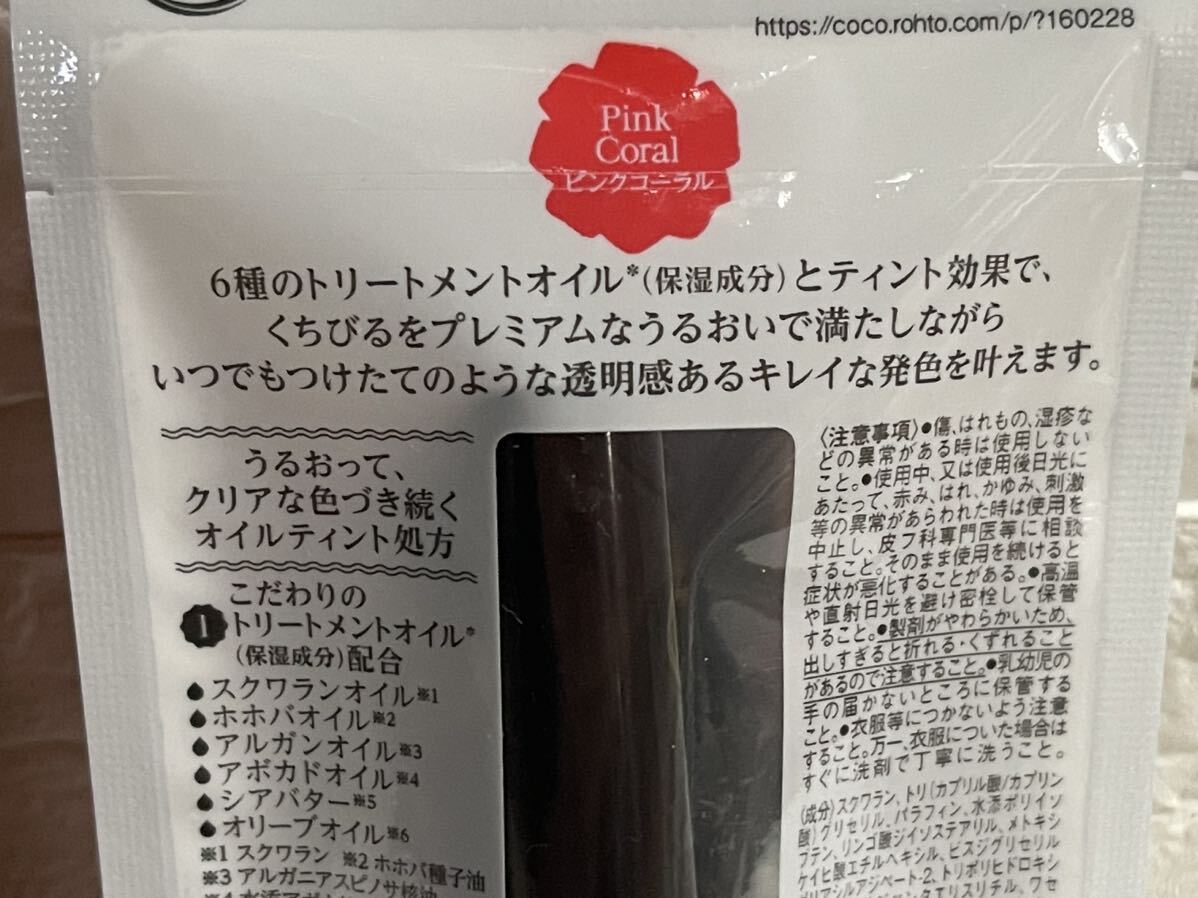 https://coco.rohto.com/p/?160228
Pink
Coral
ピンクコーラル
6種のトリートメントオイル*(保湿成分)とティント効果で、
くちびるをプレミアムなうるおいで満たしながら
いつでもつけたてのような透明感あるキレイな発色を叶えます。
うるおって、
クリアな色づき続く
オイルティント処方
こだわりの
1 トリートメントオイル*
(保湿成分)配合
スクワランオイル※1
ホホバオイル※2
アルガンオイル※3
アボカドオイル※4
シアバター※5
オリーブオイル※6
※1 スクワラン ※2 ホホバ種子油
※3 アルガニアスピノサ核油
〈注意事項〉●傷、はれもの、湿疹な
どの異常がある時は使用しない
こと。●使用中、又は使用後日光に
あたって、赤み、はれ、かゆみ、刺激
等の異常があらわれた時は使用を
中止し、皮フ科専門医等に相談
すること。そのまま使用を続けると
症状が悪化することがある。●高温
や直射日光を避け密栓して保管
すること。●製剤がやわらかいため、
出しすぎると折れる・くずれること
があるので注意すること。●乳幼児の
手の届かないところに保管する
こと。●衣服等につかないよう注意
すること。万一、衣服についた場合は
すぐに洗剤で丁寧に洗うこと。
〈成分〉スクワラン、トリ(カプリル酸/カプリン
酸)グリセリル、パラフィン、水添ポリイソ
ブテン、リンゴ酸ジイソステアリル、メトキシ
ケイヒ酸エチルヘキシル、ビスジグリセリル
ポリアシルアジペート-2、トリポリヒドロキシ